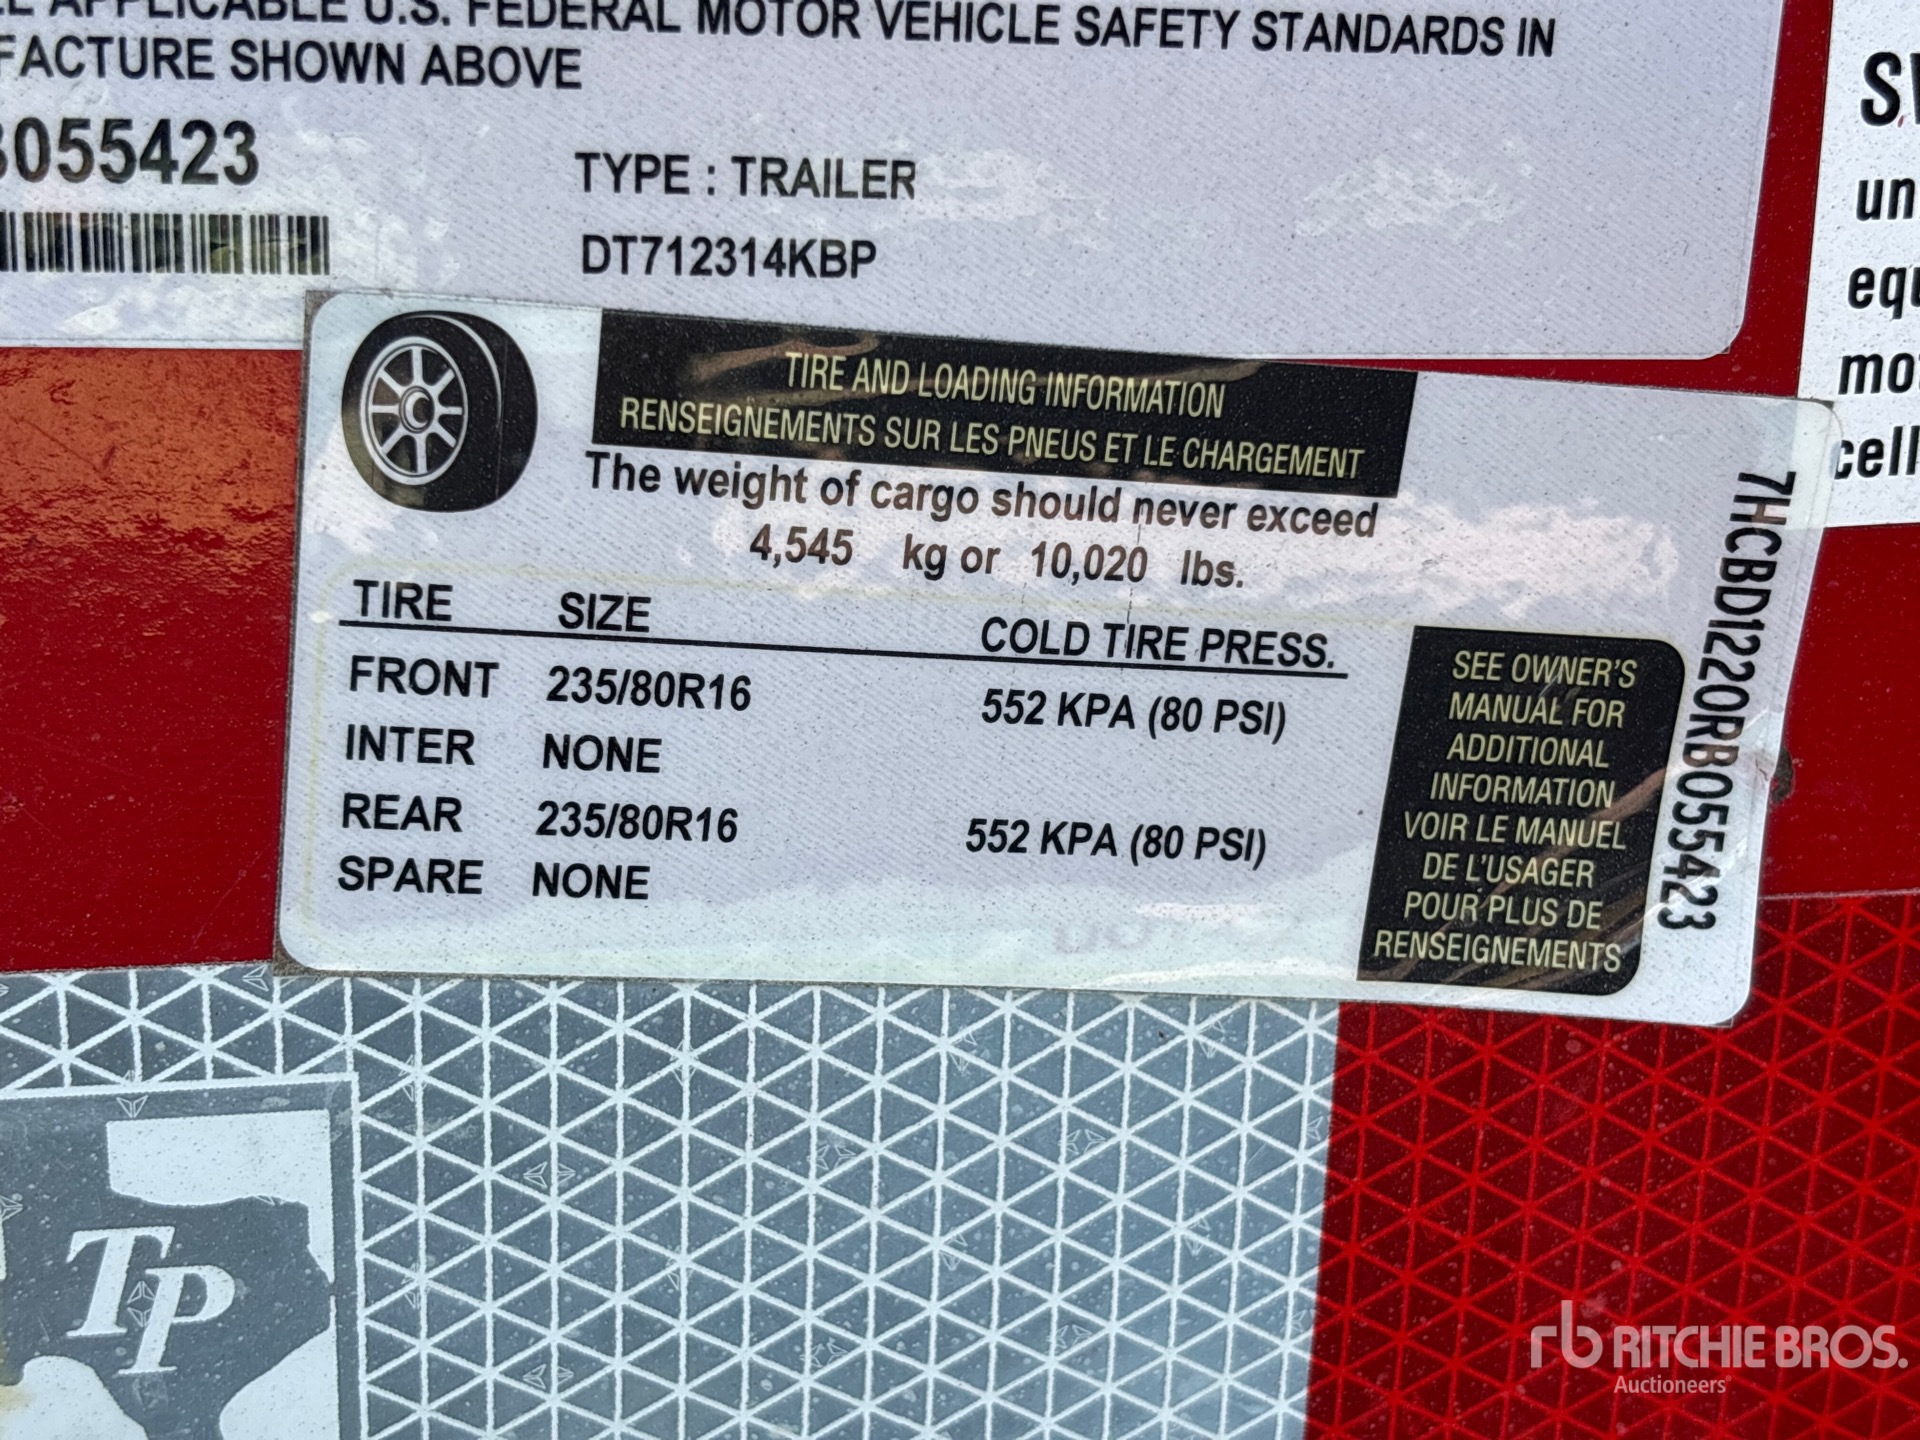 APPLICABLE U.S. FEDERAL MOTOR VEHICLE SAFETY STANDARDS IN
FACTURE SHOWN ABOVE
055423
TYPE : TRAILER
DT712314KBP
TIRE AND LOADING INFORMATION
RENSEIGNEMENTS SUR LES PNEUS ET LE CHARGEMENT
The weight of cargo should never exceed
4,545 kg or 10,020 lbs.
TIRE SIZE COLD TIRE PRESS.
FRONT 235/80R16 552 KPA (80 PSI)
INTER NONE
REAR 235/80R16 552 KPA (80 PSI)
SPARE NONE
SEE OWNER'S
MANUAL FOR
ADDITIONAL
INFORMATION
VOIR LE MANUEL
DE L'USAGER
POUR PLUS DE
RENSEIGNEMENTS
7HCBD1220RB055423
un
equ
mo
cell
TP
rb RITCHIE BROS.
Auctioneers